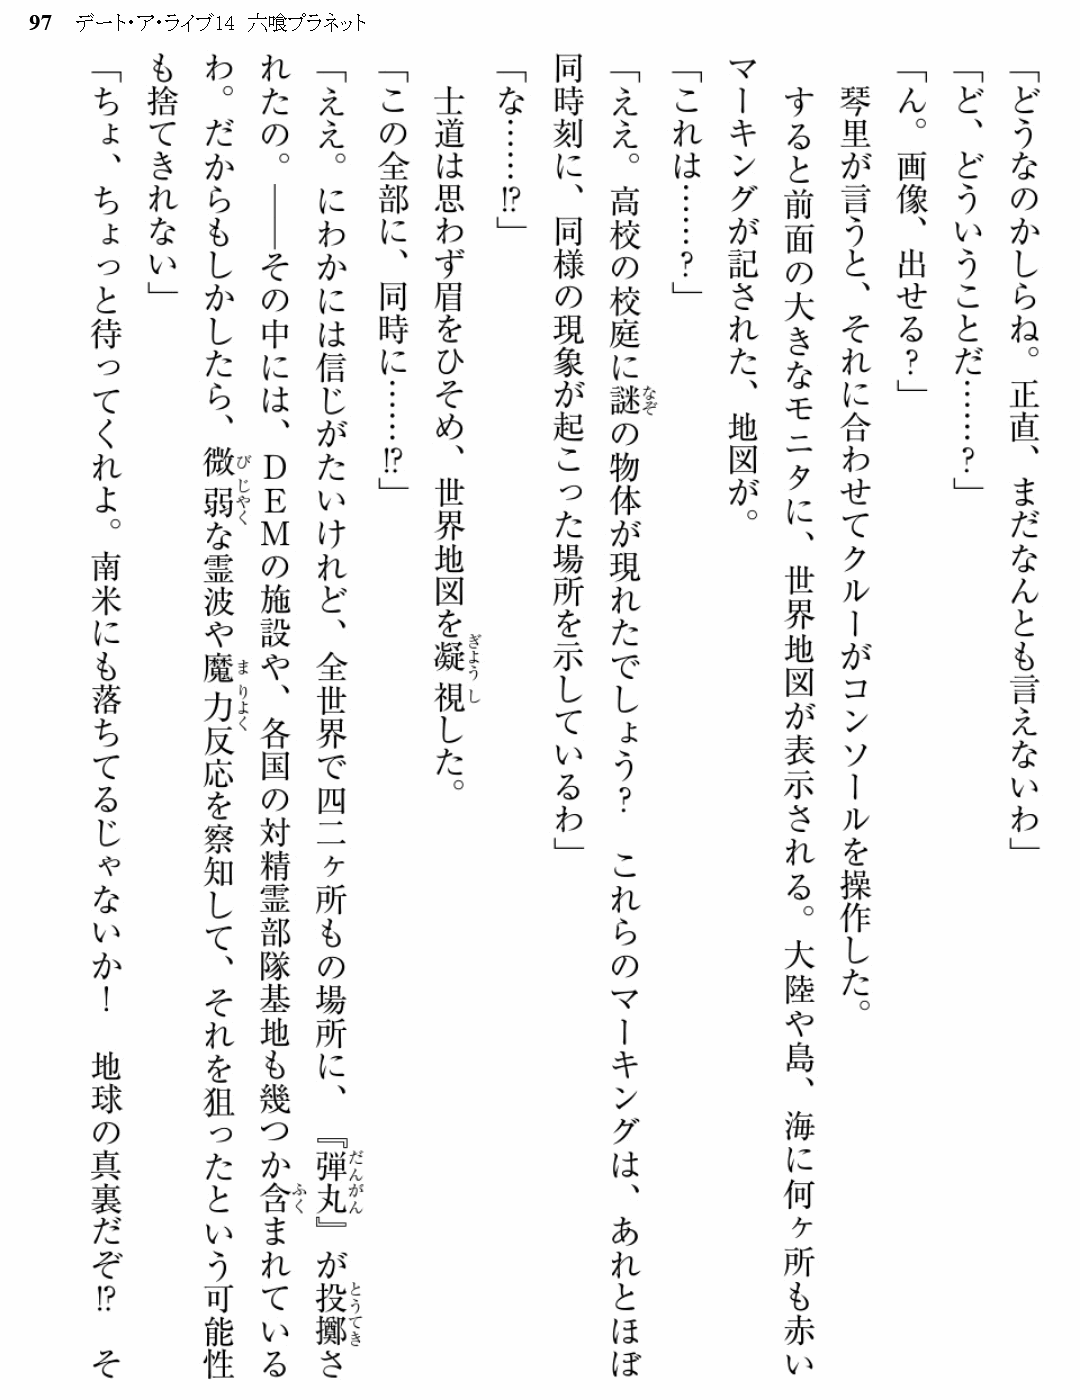 97 デート・ア・ライブ14 六喰プラネット
「どうなのかしらね。正直、まだなんとも言えないわ」
「ど、どういうことだ……？」
「ん。画像、出せる？」
　琴里が言うと、それに合わせてクルーがコンソールを操作した。
　すると前面の大きなモニタに、世界地図が表示される。大陸や島、海に何ヶ所も赤い
マーキングが記された、地図が。
「これは……？」
「ええ。高校の校庭に謎の物体が現れたでしょう？　これらのマーキングは、あれとほぼ
同時刻に、同様の現象が起こった場所を示しているわ」
「な……!?」
　士道は思わず眉をひそめ、世界地図を凝視した。
「この全部に、同時に……!?」
「ええ。にわかには信じがたいけれど、全世界で四二ヶ所もの場所に、『弾丸』が投擲さ
れたの。――その中には、DEMの施設や、各国の対精霊部隊基地も幾つか含まれている
わ。だからもしかしたら、微弱な霊波や魔力反応を察知して、それを狙ったという可能性
も捨てきれない」
「ちょ、ちょっと待ってくれよ。南米にも落ちてるじゃないか！　地球の真裏だぞ!?　そ